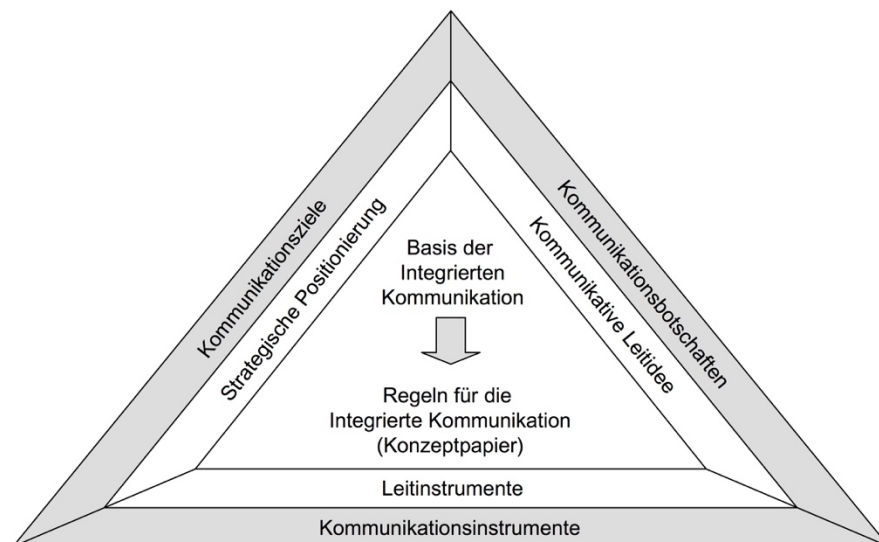 Kommunikationsziele
Strategische Positionierung
Basis der
Integrierten
Kommunikation
Regeln für die
Integrierte Kommunikation
(Konzeptpapier)
Kommunikative Leitidee
Kommunikationsbotschaften
Leitinstrumente
Kommunikationsinstrumente